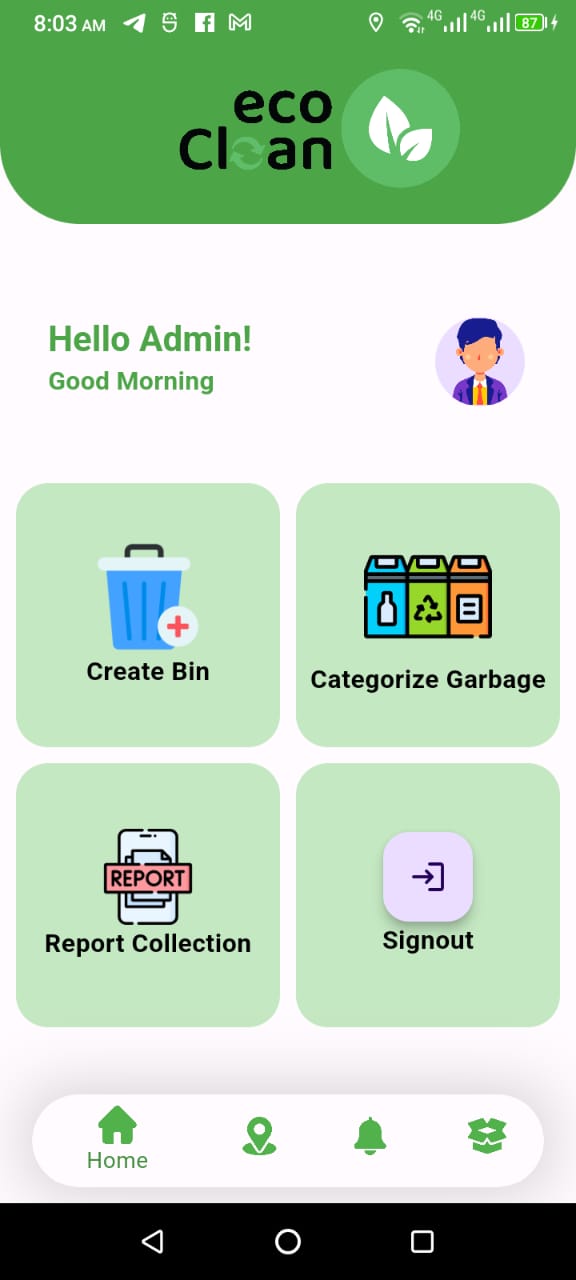 8:03 AM
4G 4G 87
eco
Clean
Hello Admin!
Good Morning
Create Bin
Categorize Garbage
REPORT
Report Collection
Signout
Home